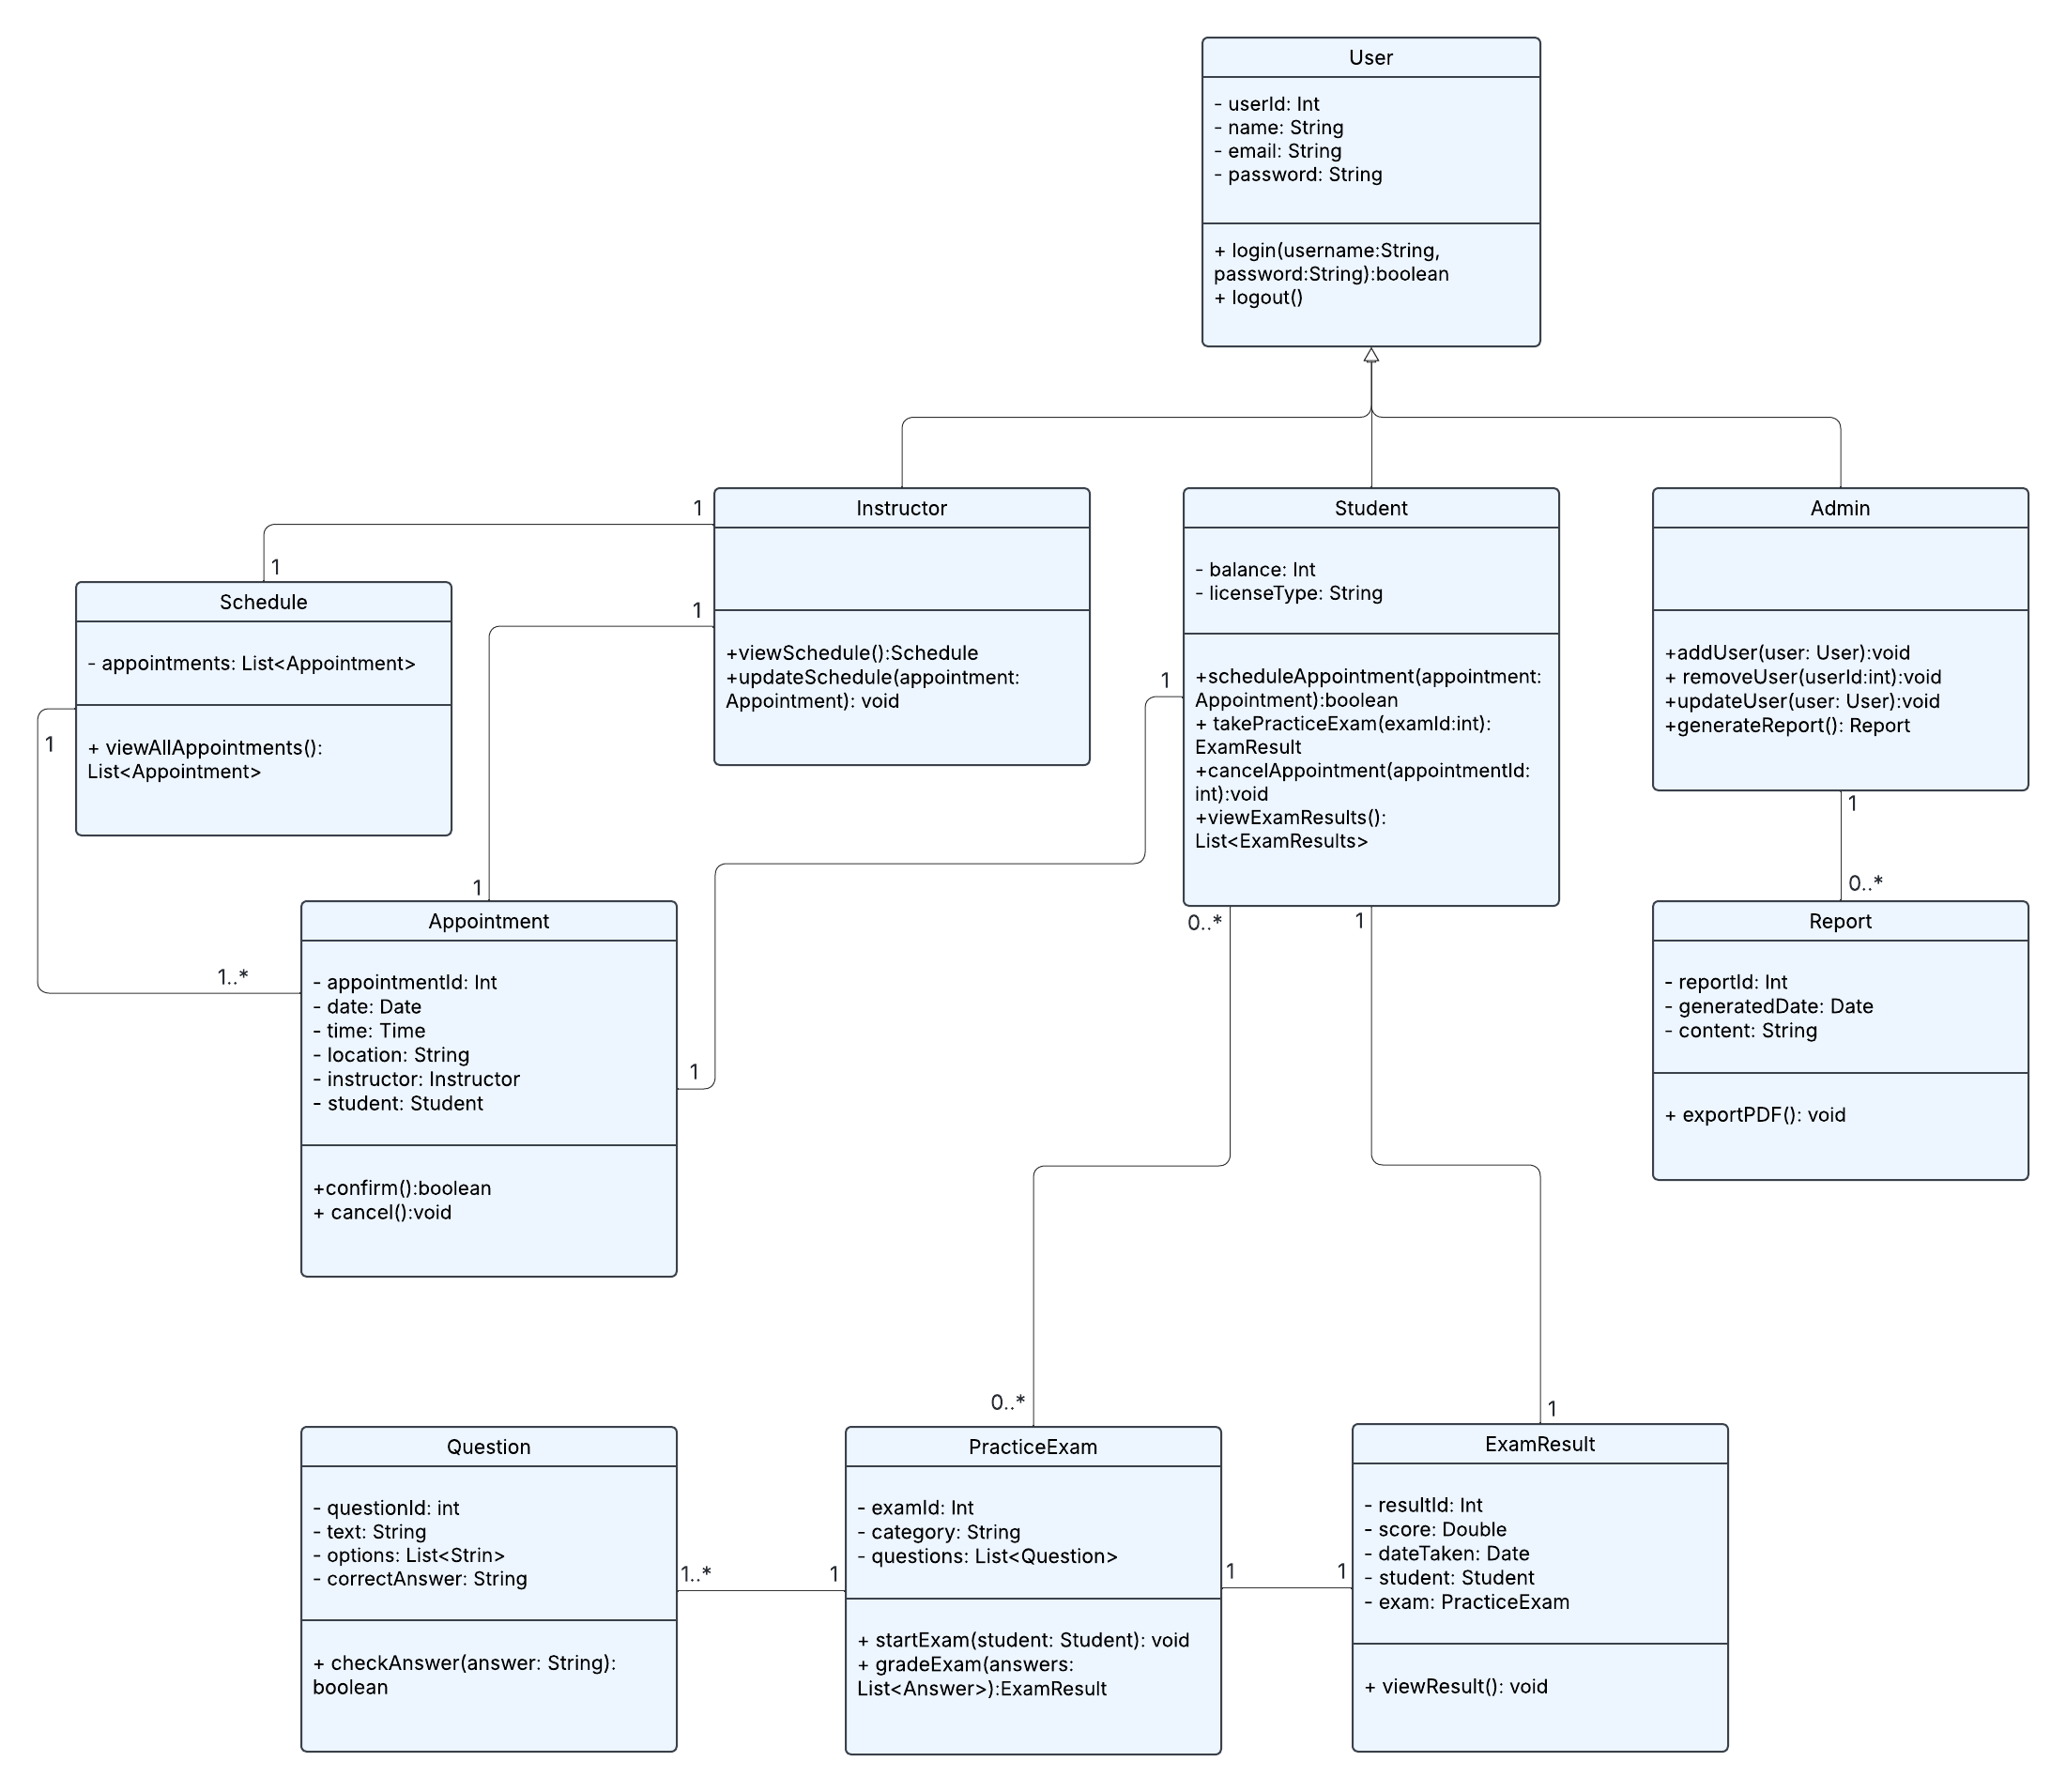 User
- userId: Int
- name: String
- email: String
- password: String
+ login(username:String,
password:String):boolean
+ logout()
Instructor
+viewSchedule():Schedule
+updateSchedule(appointment:
Appointment): void
Student
- balance: Int
- licenseType: String
+scheduleAppointment(appointment:
Appointment):boolean
+ takePracticeExam(examId:int):
ExamResult
+cancelAppointment(appointmentId:
int):void
+viewExamResults():
List<ExamResults>
Admin
+addUser(user: User):void
+ removeUser(userId:int):void
+updateUser(user: User):void
+generateReport(): Report
1
1
1
1
1
1
1..*
1
1
0..*
1
1
0..*
Schedule
- appointments: List<Appointment>
+ viewAllAppointments():
List<Appointment>
Appointment
- appointmentId: Int
- date: Date
- time: Time
- location: String
- instructor: Instructor
- student: Student
+confirm():boolean
+ cancel():void
Report
- reportId: Int
- generatedDate: Date
- content: String
+ exportPDF(): void
0..*
1
Question
- questionId: int
- text: String
- options: List<Strin>
- correctAnswer: String
+ checkAnswer(answer: String):
boolean
1..*
1
PracticeExam
- examId: Int
- category: String
- questions: List<Question>
+ startExam(student: Student): void
+ gradeExam(answers:
List<Answer>):ExamResult
1
1
ExamResult
- resultId: Int
- score: Double
- dateTaken: Date
- student: Student
- exam: PracticeExam
+ viewResult(): void